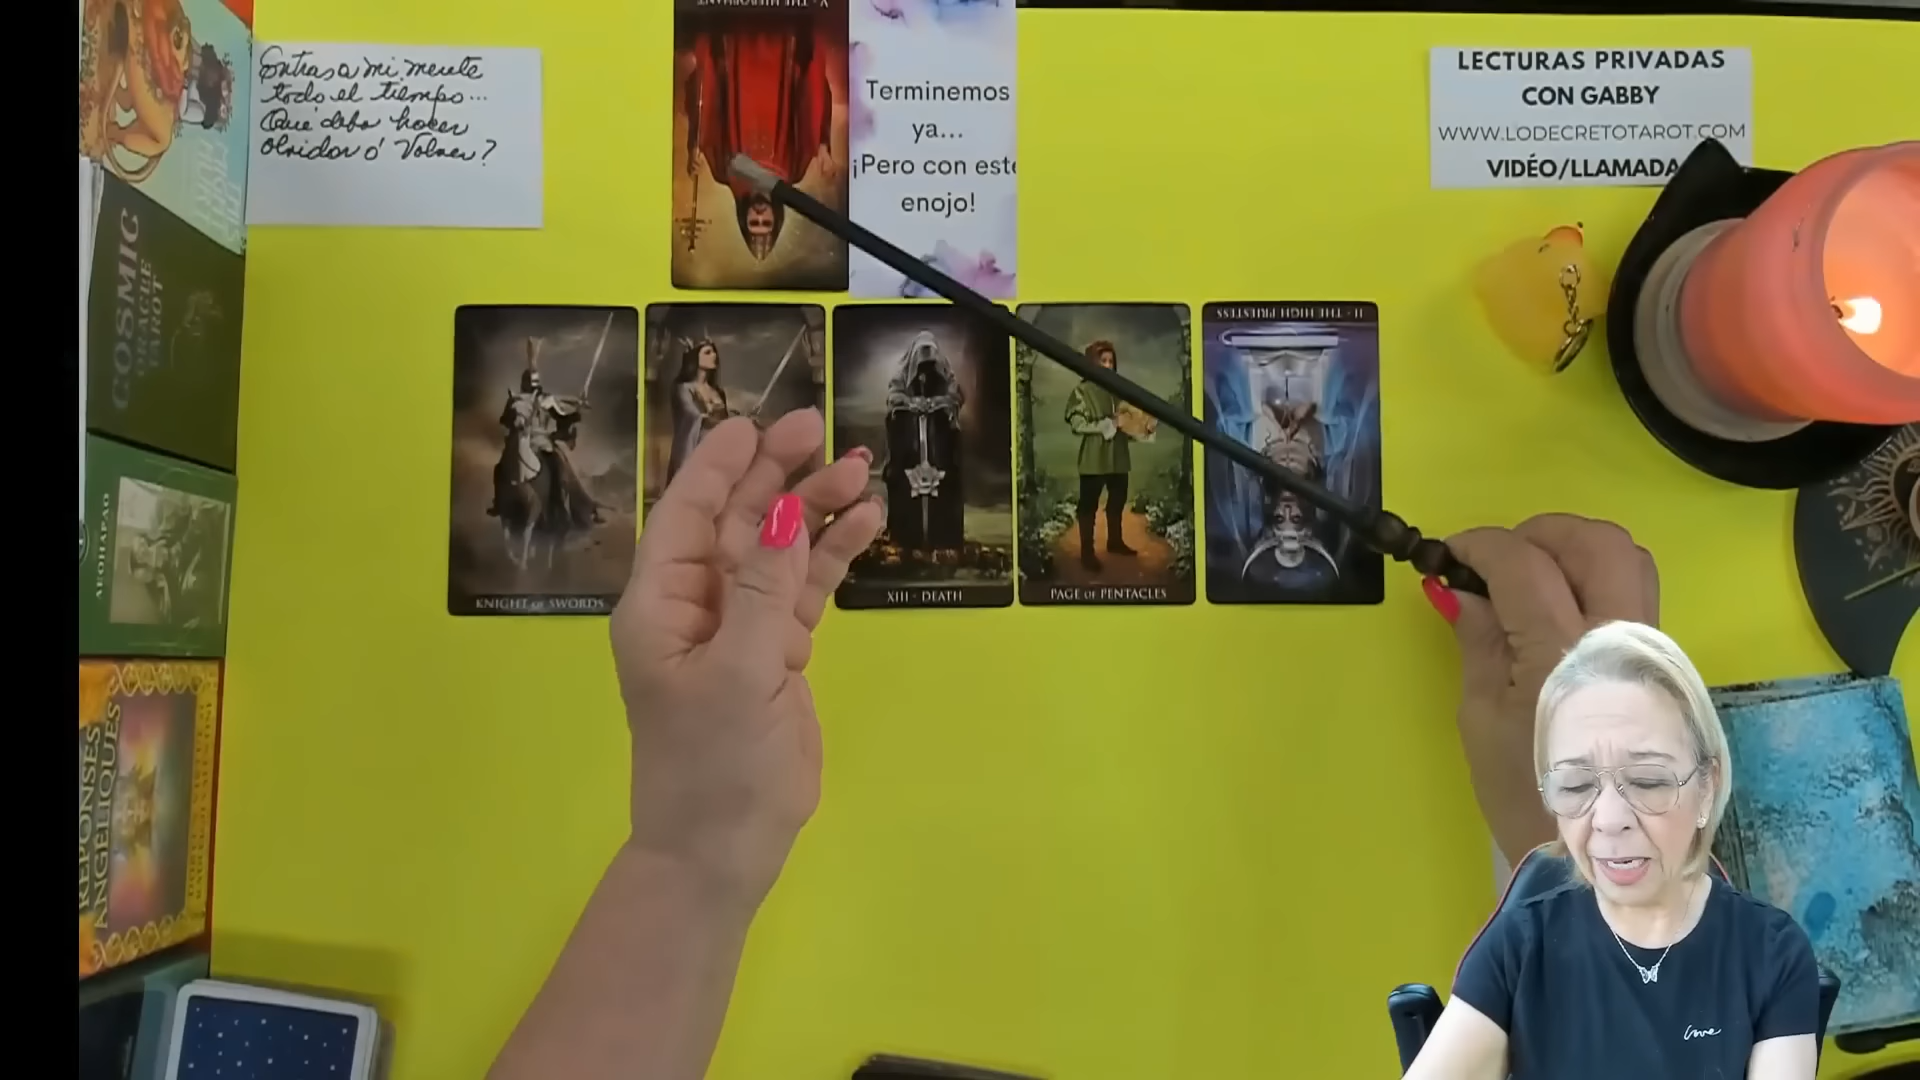 Entras a mi mente
todo el tiempo...
Qué debo hacer
olvidar ó Volver?
V - THE HIEROPHANT
Terminemos
ya...
¡Pero con este
enojo!
LECTURAS PRIVADAS
CON GABBY
WWW.LODECRETOTAROT.COM
VIDÉO/LLAMADA
COSMIC
ORACLE
TAROT
KNIGHT OF SWORDS
XIII - DEATH
PAGE OF PENTACLES
II - THE HIGH PRIESTESS
RÉPONSES
ANGÉLIQUES
Love